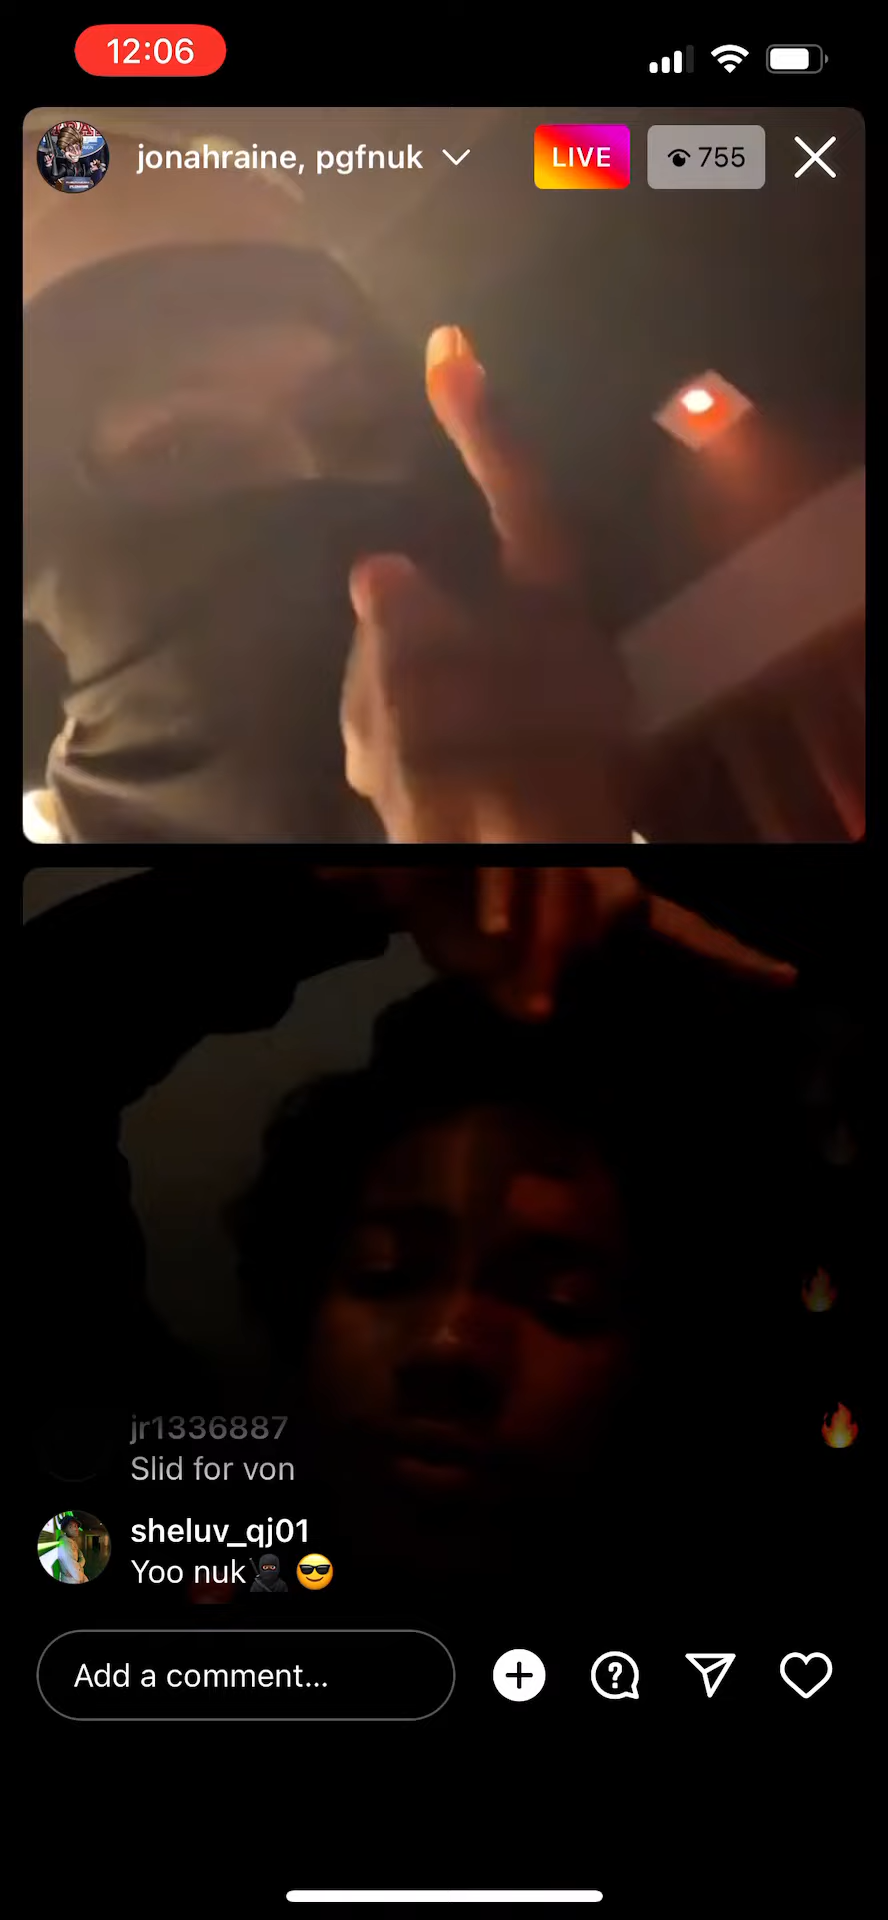 12:06
jonahraine, pgfnuk
LIVE
755
jr1336887
Slid for von
sheluv_qj01
Yoo nuk🥷😎
Add a comment...